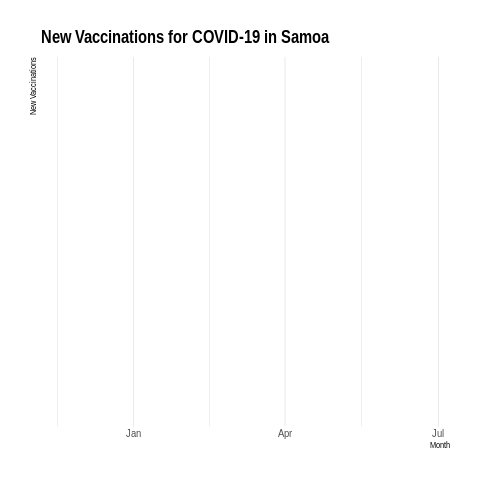 New Vaccinations for COVID-19 in Samoa
New Vaccinations
Jan Apr Jul
Month